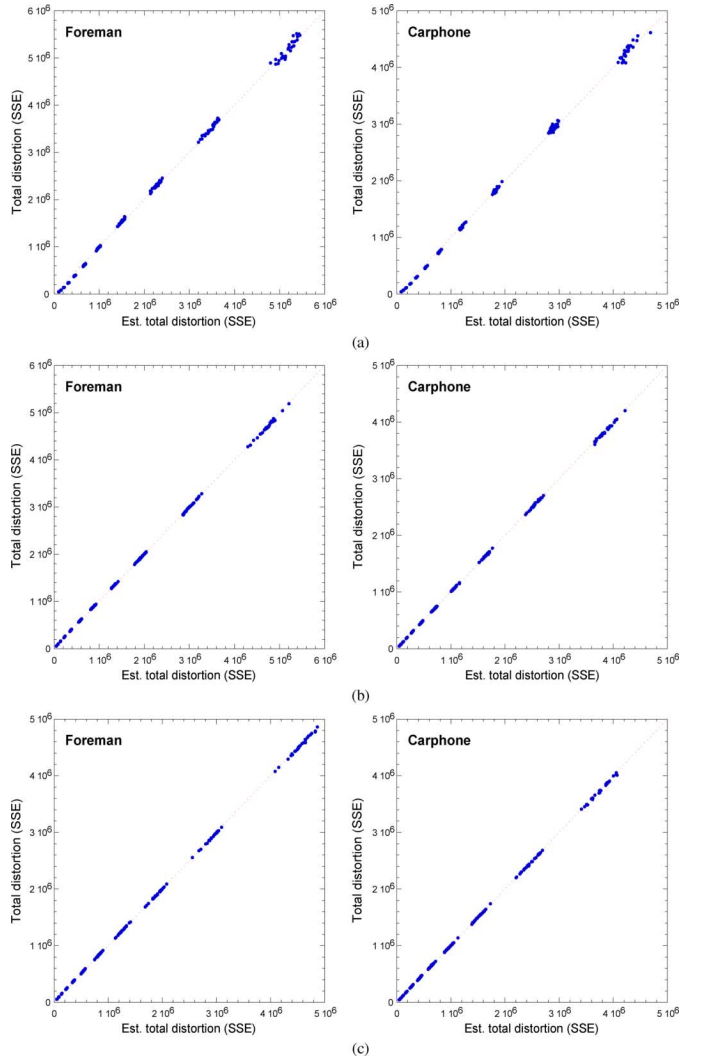 6 10⁶
Foreman
5 10⁶
4 10⁶
3 10⁶
2 10⁶
1 10⁶
0
Total distortion (SSE)
0 1 10⁶ 2 10⁶ 3 10⁶ 4 10⁶ 5 10⁶ 6 10⁶
Est. total distortion (SSE)
5 10⁶
Carphone
4 10⁶
3 10⁶
2 10⁶
1 10⁶
0
Total distortion (SSE)
0 1 10⁶ 2 10⁶ 3 10⁶ 4 10⁶ 5 10⁶
Est. total distortion (SSE)
(a)
6 10⁶
Foreman
5 10⁶
4 10⁶
3 10⁶
2 10⁶
1 10⁶
0
Total distortion (SSE)
0 1 10⁶ 2 10⁶ 3 10⁶ 4 10⁶ 5 10⁶ 6 10⁶
Est. total distortion (SSE)
5 10⁶
Carphone
4 10⁶
3 10⁶
2 10⁶
1 10⁶
0
Total distortion (SSE)
0 1 10⁶ 2 10⁶ 3 10⁶ 4 10⁶ 5 10⁶
Est. total distortion (SSE)
(b)
5 10⁶
Foreman
4 10⁶
3 10⁶
2 10⁶
1 10⁶
0
Total distortion (SSE)
0 1 10⁶ 2 10⁶ 3 10⁶ 4 10⁶ 5 10⁶
Est. total distortion (SSE)
5 10⁶
Carphone
4 10⁶
3 10⁶
2 10⁶
1 10⁶
0
Total distortion (SSE)
0 1 10⁶ 2 10⁶ 3 10⁶ 4 10⁶ 5 10⁶
Est. total distortion (SSE)
(c)